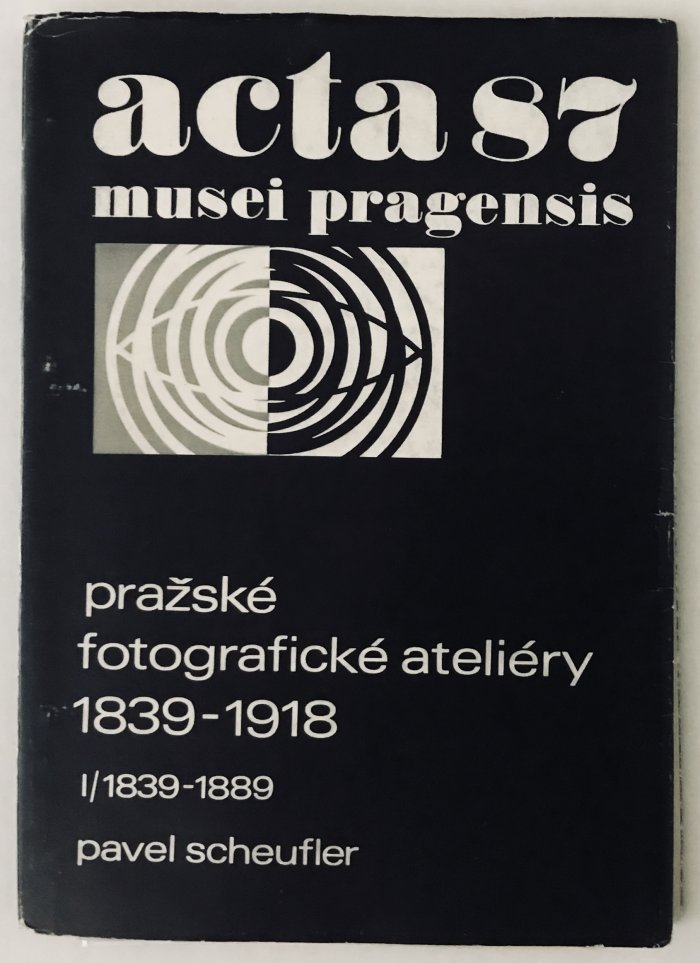 acta 87
musei pragensis
pražské
fotografické ateliéry
1839-1918
I/1839-1889
pavel scheufler